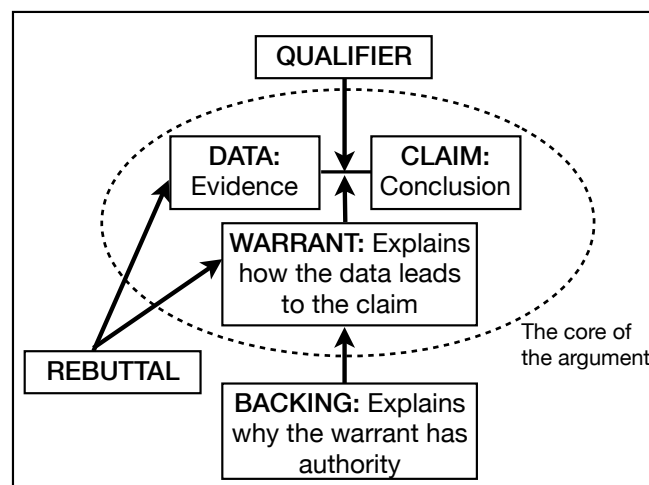 QUALIFIER
DATA:
Evidence
CLAIM:
Conclusion
WARRANT: Explains
how the data leads
to the claim
The core of
the argument
REBUTTAL
BACKING: Explains
why the warrant has
authority